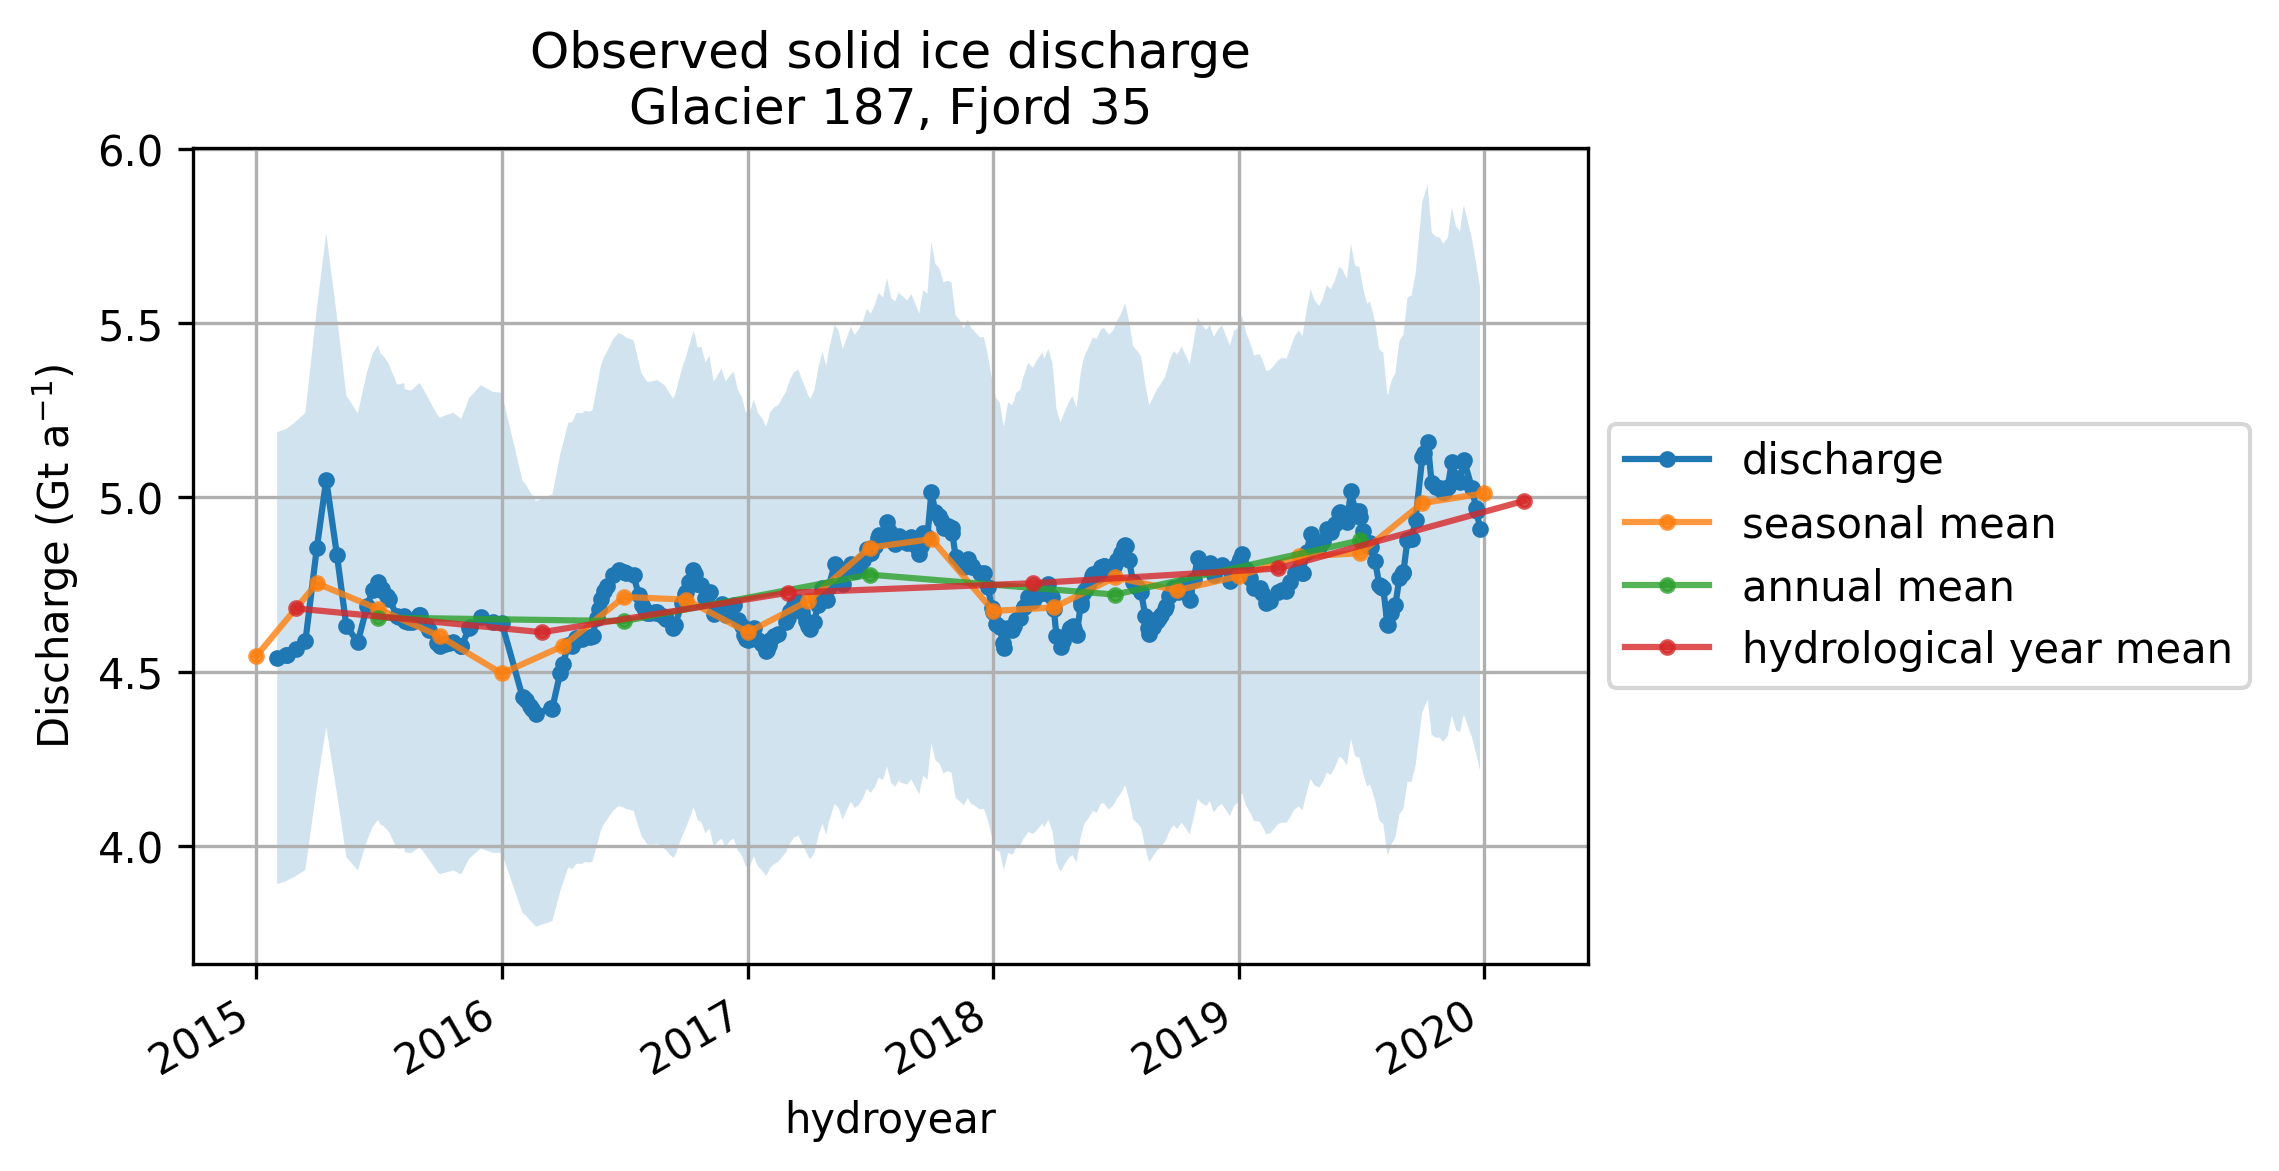 Observed solid ice discharge
Glacier 187, Fjord 35
Discharge (Gt a⁻¹)
6.0
5.5
5.0
4.5
4.0
2015
2016
2017
2018
2019
2020
hydroyear
discharge
seasonal mean
annual mean
hydrological year mean